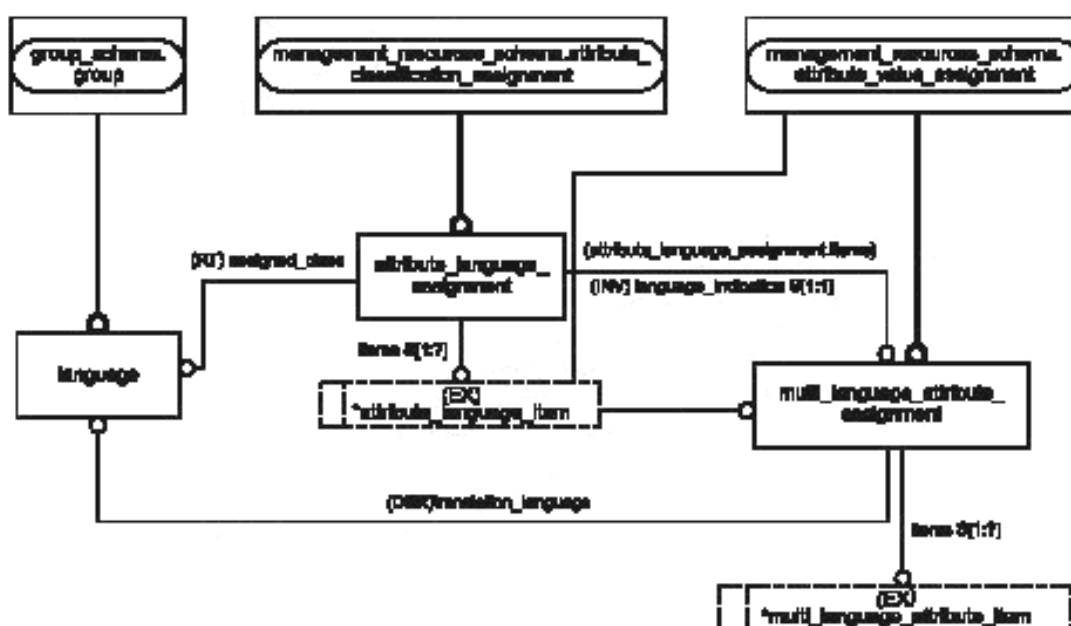 group_schema.
group
management_resources_schema.attribute_
classification_assignment
management_resources_schema.
attribute_value_assignment
(RT) assigned_class
attribute_language_
assignment
(attribute_language_assignment.items)
(INV) language_indication S[1:1]
items S[1:?]
language
(EX)
*attribute_language_item
multi_language_attribute_
assignment
(DER)translation_language
items S[1:?]
(EX)
*multi_language_attribute_item